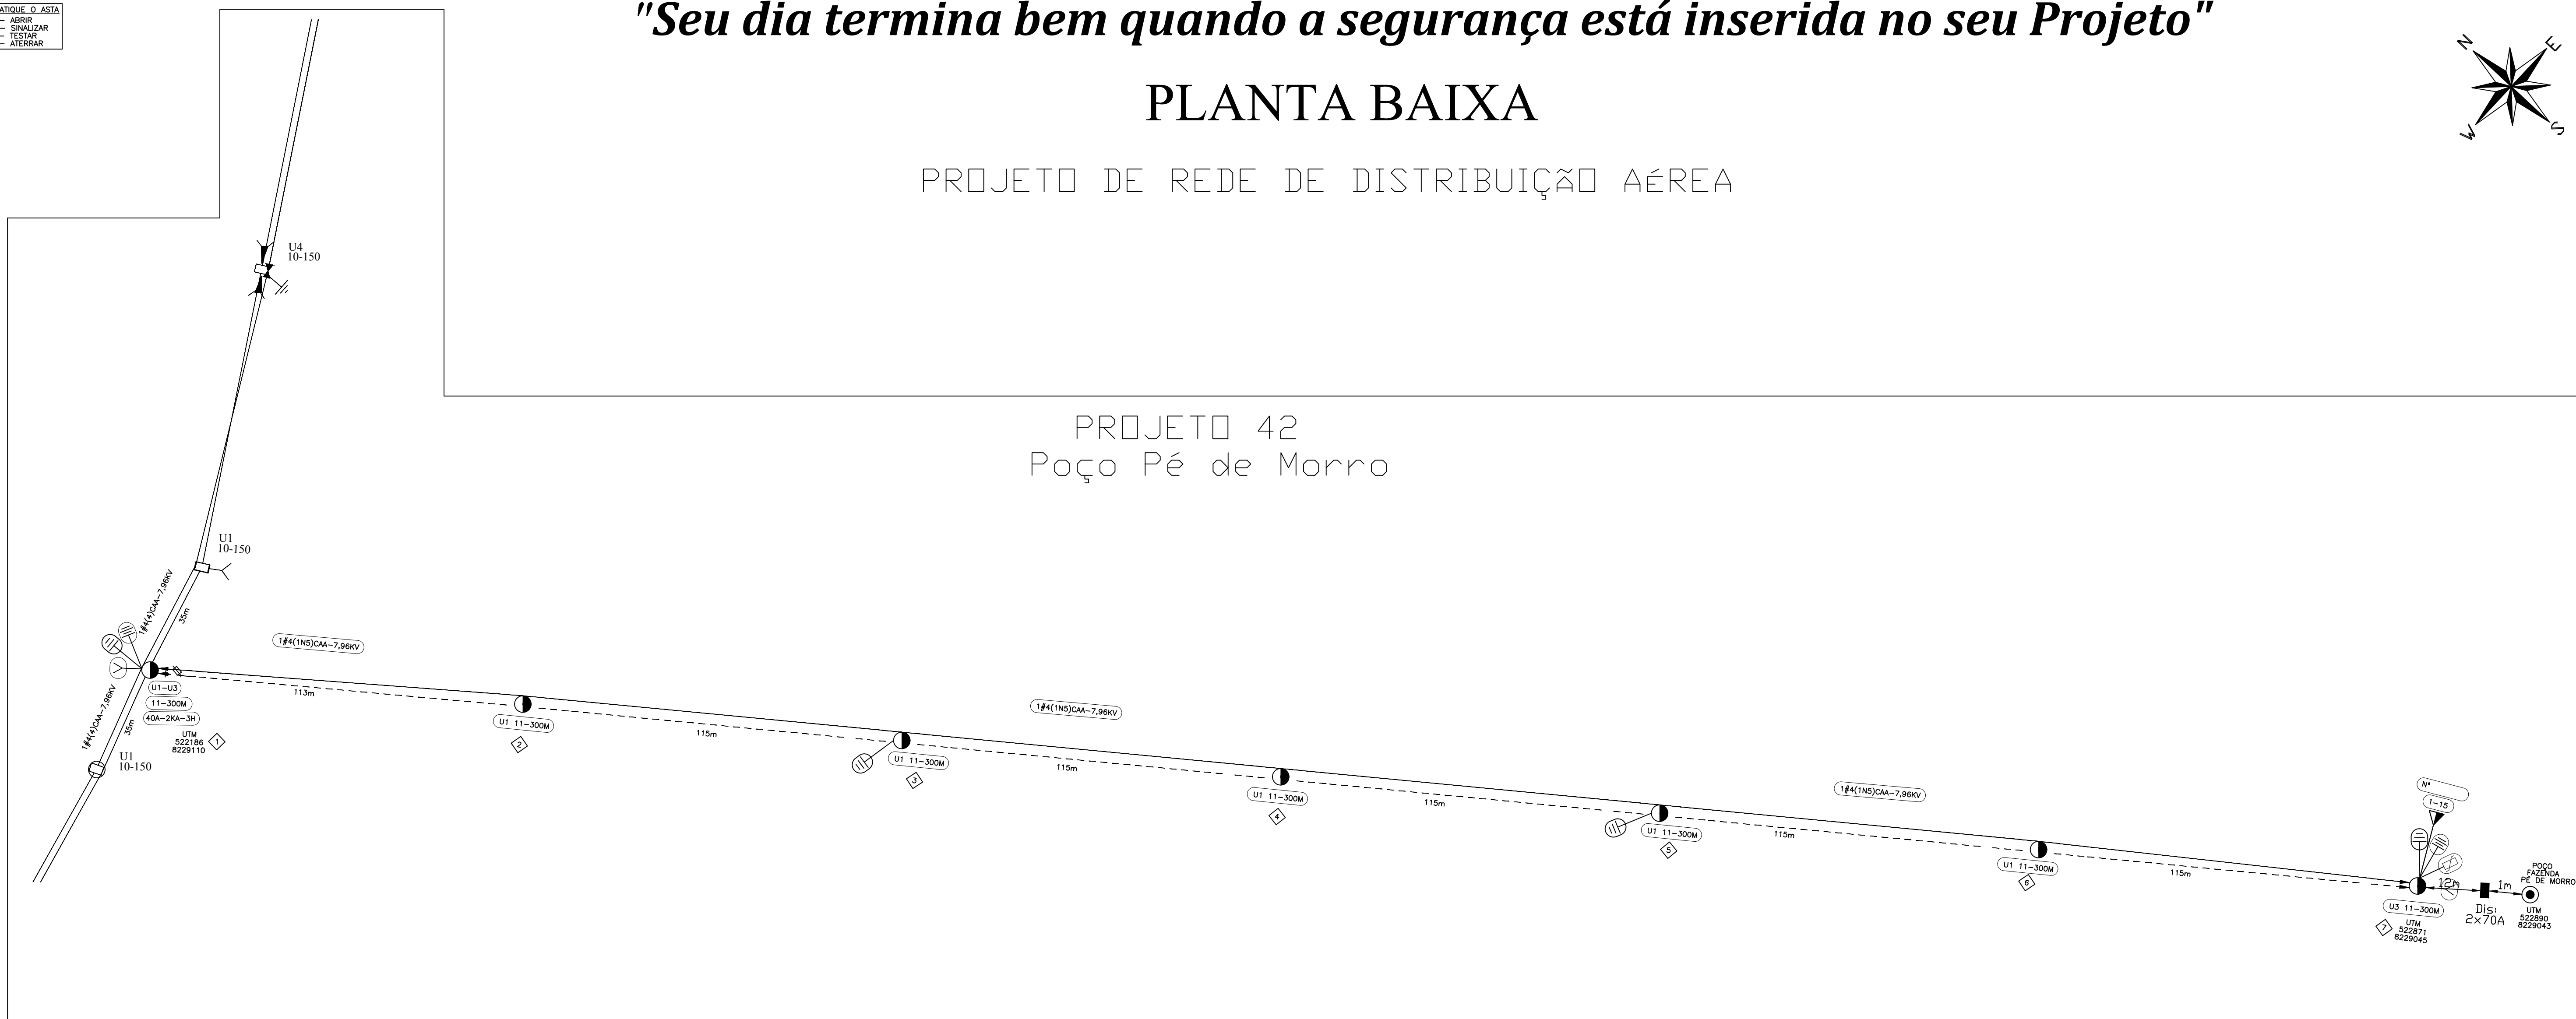 ATIQUE O ASTA
— ABRIR
— SINALIZAR
— TESTAR
— ATERRAR
"Seu dia termina bem quando a segurança está inserida no seu Projeto"
PLANTA BAIXA
PROJETO DE REDE DE DISTRIBUIÇÃO AÉREA
N
E
W
S
U4
10-150
PROJETO 42
Poço Pé de Morro
U1
10-150
1#4(4)CAA-7,96KV
35m
1#4(1N5)CAA-7,96KV
113m
U1-U3
11-300M
40A-2KA-3H
UTM
522186
8229110
1
1#4(4)CAA-7,96KV
35m
U1
10-150
U1 11-300M
2
115m
U1 11-300M
3
1#4(1N5)CAA-7,96KV
115m
U1 11-300M
4
115m
U1 11-300M
5
1#4(1N5)CAA-7,96KV
115m
U1 11-300M
6
115m
N°
1-15
U3 11-300M
7
UTM
522871
8229045
12m
1m
Dis:
2x70A
POÇO
FAZENDA
PÉ DE MORRO
UTM
522890
8229043